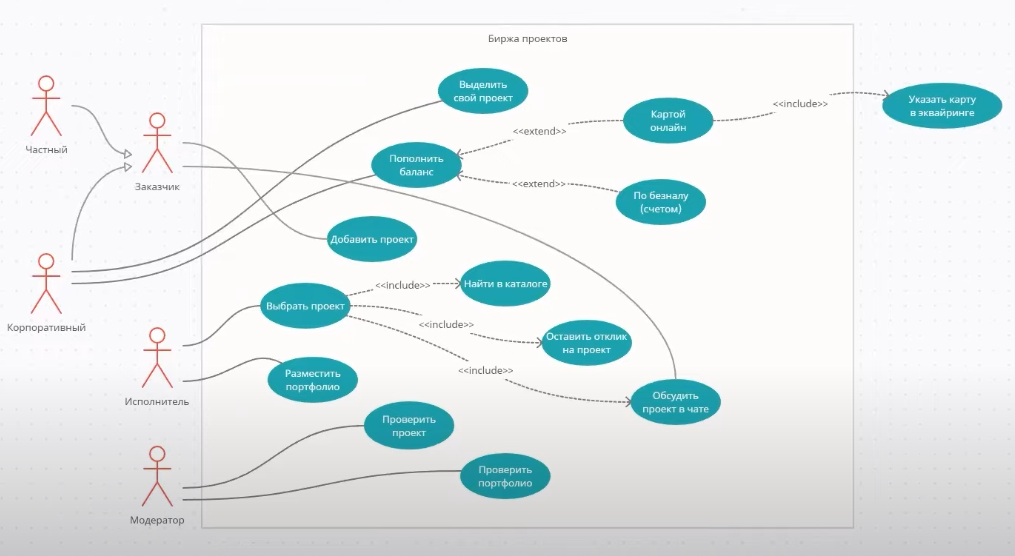 Биржа проектов
Выделить
свой проект
Картой
онлайн
<<include>>
Указать карту
в эквайринге
<<extend>>
Частный
Заказчик
Пополнить
баланс
<<extend>>
По безналу
(счетом)
Добавить проект
Корпоративный
Выбрать проект
<<include>>
Найти в каталоге
<<include>>
Оставить отклик
на проект
<<include>>
Исполнитель
Разместить
портфолио
Обсудить
проект в чате
Проверить
проект
Проверить
портфолио
Модератор